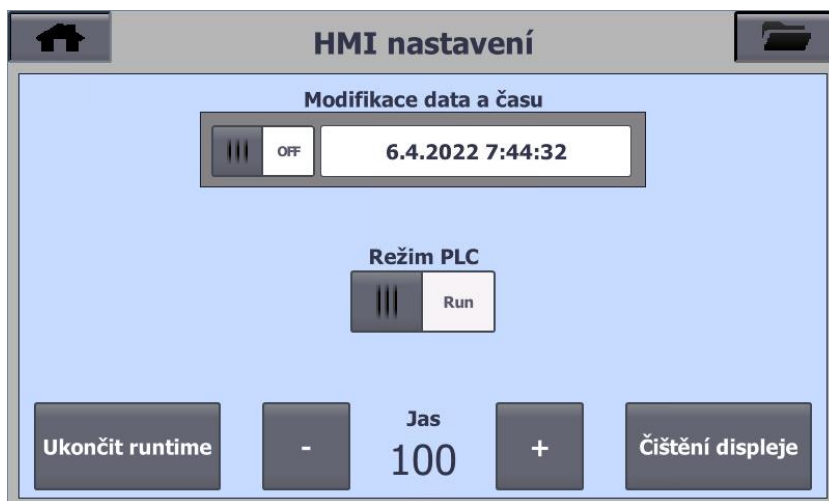 HMI nastavení
Modifikace data a času
OFF
6.4.2022 7:44:32
Režim PLC
Run
Ukončit runtime
-
Jas
100
+
Čištění displeje